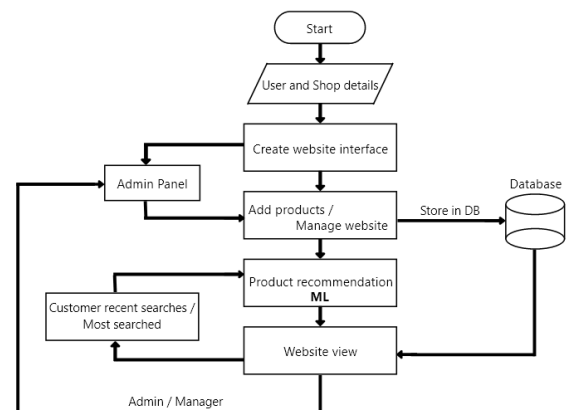 Start
User and Shop details
Create website interface
Admin Panel
Database
Add products /
Manage website
Store in DB
Product recommendation
ML
Customer recent searches /
Most searched
Website view
Admin / Manager